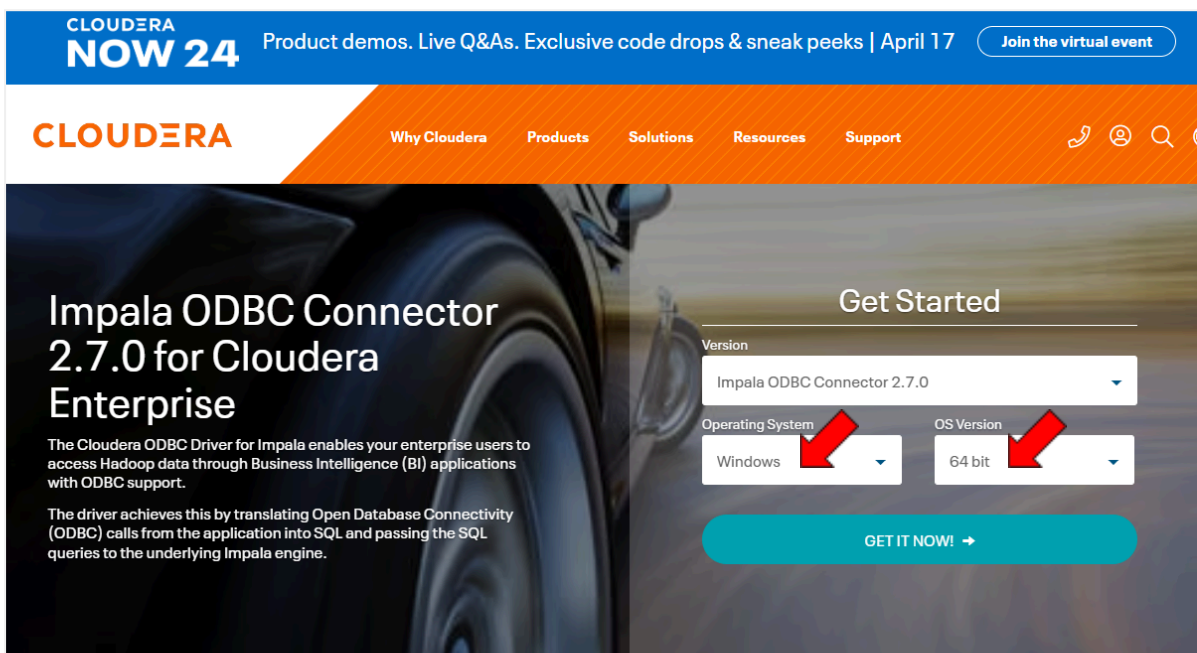 CLOUDERA
NOW 24
Product demos. Live Q&As. Exclusive code drops & sneak peeks | April 17
Join the virtual event
CLOUDERA
Why Cloudera
Products
Solutions
Resources
Support
Impala ODBC Connector
2.7.0 for Cloudera
Enterprise
The Cloudera ODBC Driver for Impala enables your enterprise users to
access Hadoop data through Business Intelligence (BI) applications
with ODBC support.
The driver achieves this by translating Open Database Connectivity
(ODBC) calls from the application into SQL and passing the SQL
queries to the underlying Impala engine.
Get Started
Version
Impala ODBC Connector 2.7.0
Operating System
OS Version
Windows
64 bit
GET IT NOW! →